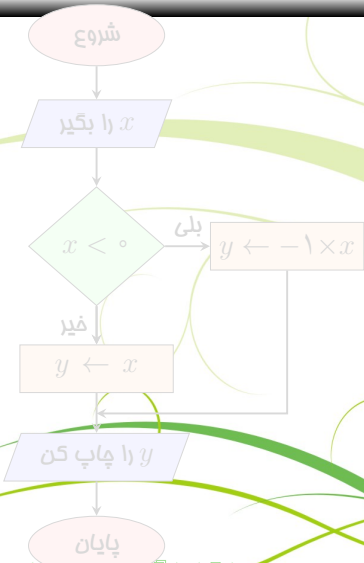 شروع
x را بگیر
x < ۰
بلی
y ← −۱×x
خیر
y ← x
y را چاپ کن
پایان